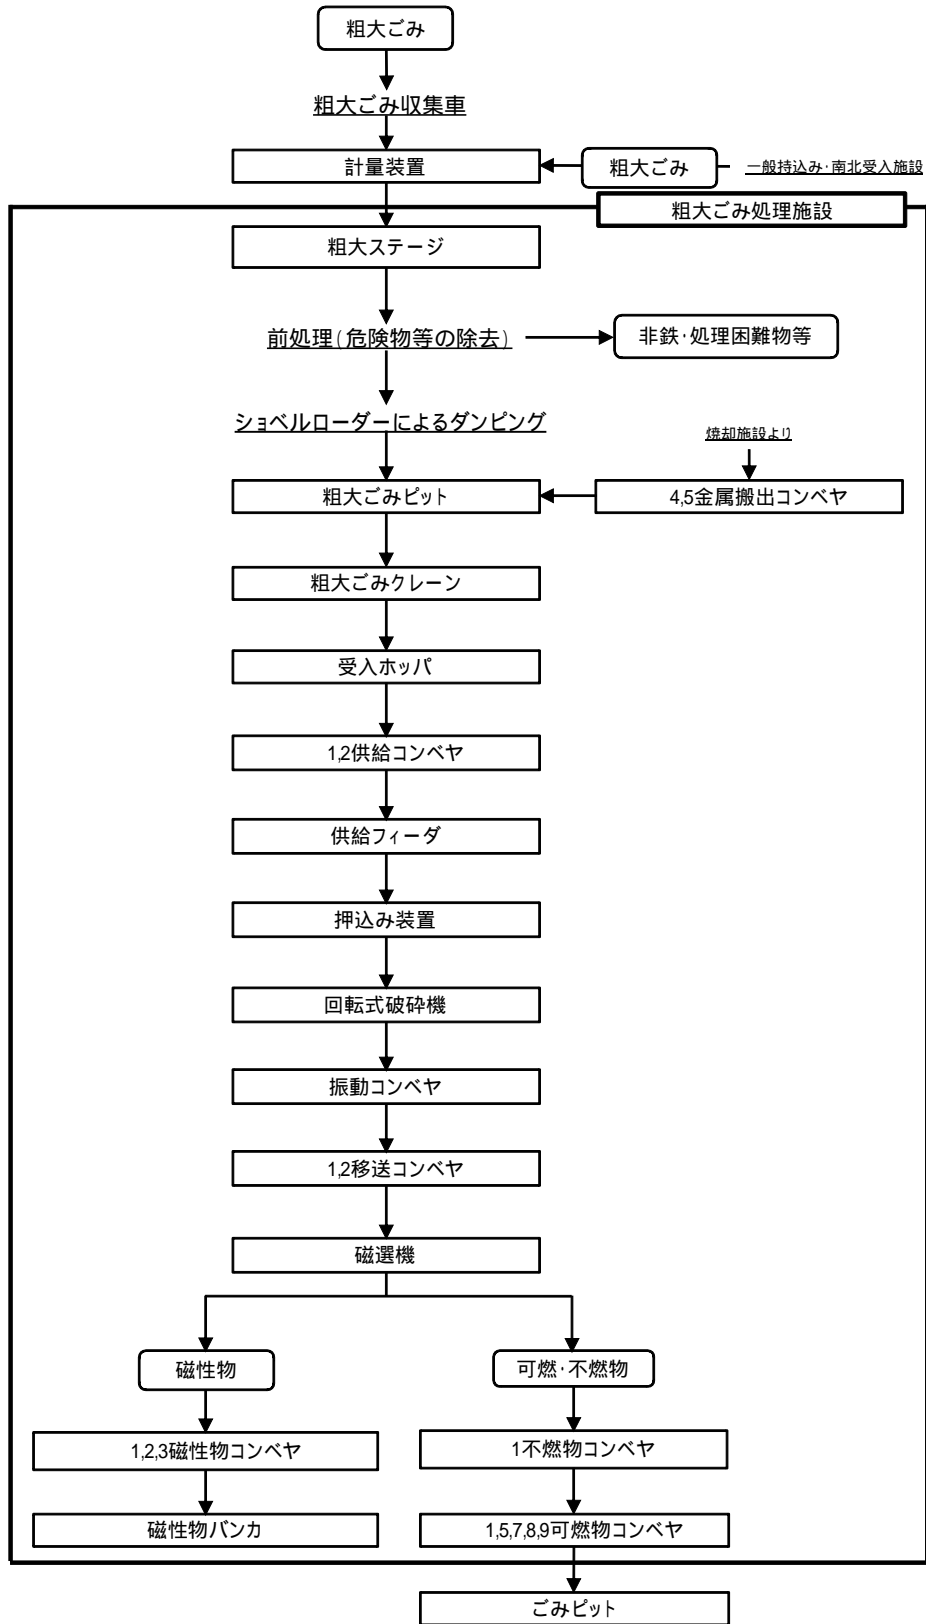 粗大ごみ
粗大ごみ収集車
計量装置
粗大ごみ
一般持込み・南北受入施設
粗大ごみ処理施設
粗大ステージ
前処理(危険物等の除去)
非鉄・処理困難物等
ショベルローダーによるダンピング
焼却施設より
粗大ごみピット
4,5金属搬出コンベヤ
粗大ごみクレーン
受入ホッパ
1,2供給コンベヤ
供給フィーダ
押込み装置
回転式破砕機
振動コンベヤ
1,2移送コンベヤ
磁選機
磁性物
可燃・不燃物
1,2,3磁性物コンベヤ
1不燃物コンベヤ
磁性物バンカ
1,5,7,8,9可燃物コンベヤ
ごみピット